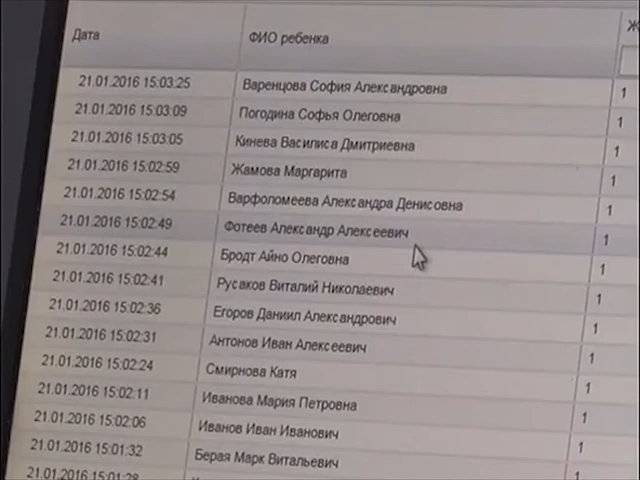 Дата ФИО ребенка Ж
21.01.2016 15:03:25 Варенцова София Александровна 1
21.01.2016 15:03:09 Погодина Софья Олеговна 1
21.01.2016 15:03:05 Кинева Василиса Дмитриевна 1
21.01.2016 15:02:59 Жамова Маргарита 1
21.01.2016 15:02:54 Варфоломеева Александра Денисовна 1
21.01.2016 15:02:49 Фотеев Александр Алексеевич 1
21.01.2016 15:02:44 Бродт Айно Олеговна 1
21.01.2016 15:02:41 Русаков Виталий Николаевич 1
21.01.2016 15:02:36 Егоров Даниил Александрович 1
21.01.2016 15:02:31 Антонов Иван Алексеевич 1
21.01.2016 15:02:24 Смирнова Катя 1
21.01.2016 15:02:11 Иванова Мария Петровна 1
21.01.2016 15:02:06 Иванов Иван Иванович 1
21.01.2016 15:01:32 Берая Марк Витальевич 1
21.01.2016 15:01:28